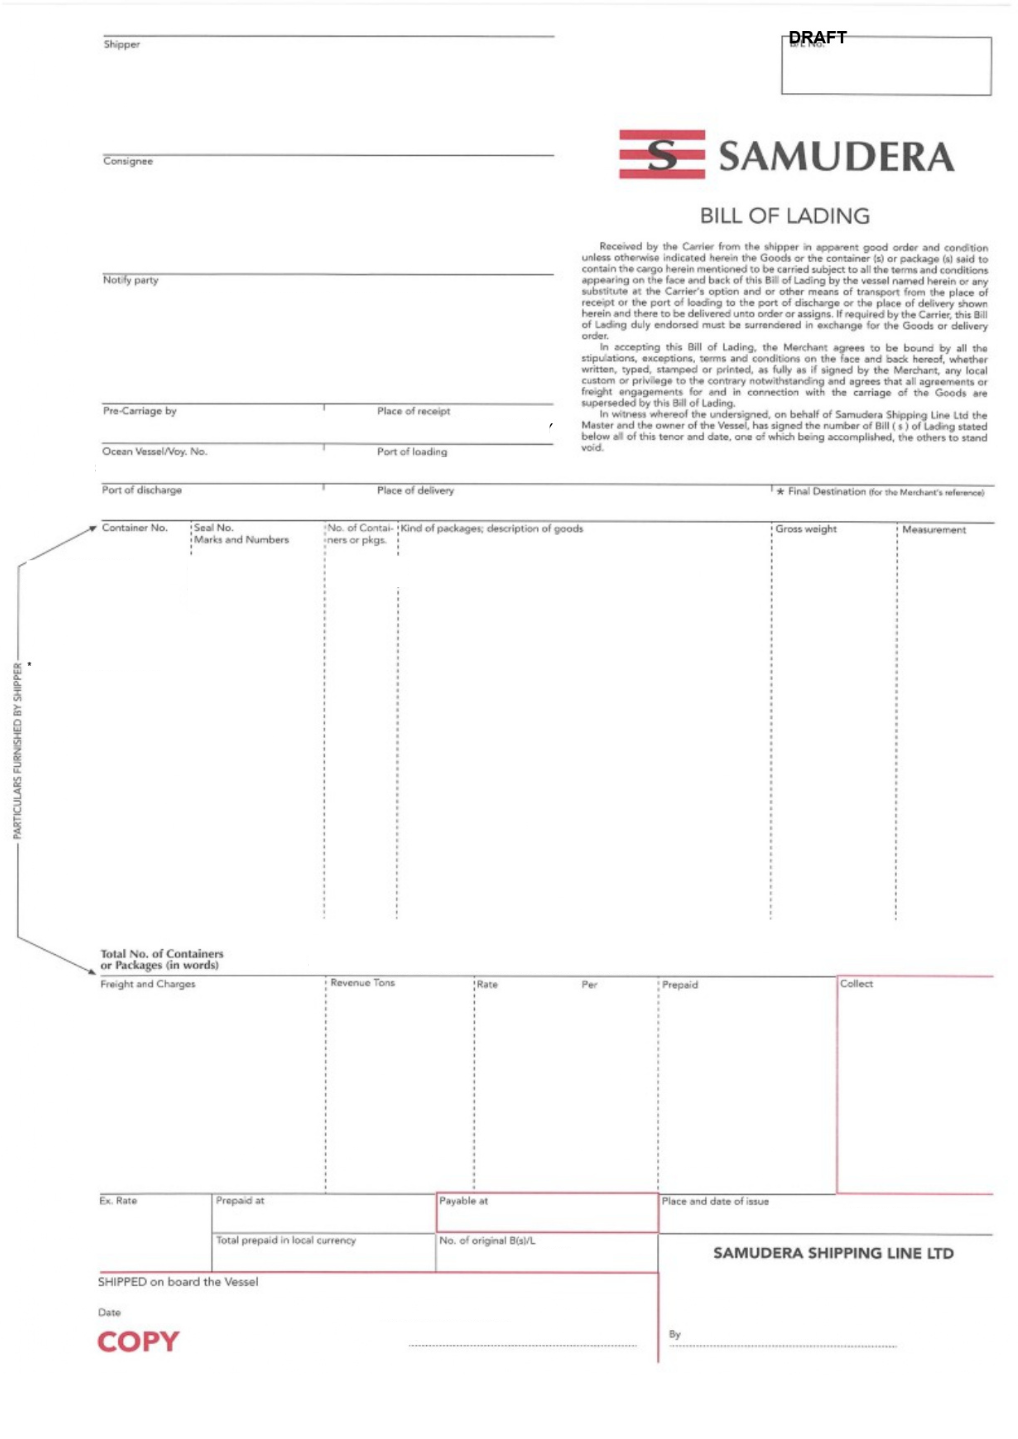 DRAFT
B/L No.
Shipper
SAMUDERA
Consignee
BILL OF LADING
Received by the Carrier from the shipper in apparent good order and condition
unless otherwise indicated herein the Goods or the container (s) or package (s) said to
contain the cargo herein mentioned to be carried subject to all the terms and conditions
appearing on the face and back of this Bill of Lading by the vessel named herein or any
substitute at the Carrier's option and or other means of transport from the place of
receipt or the port of loading to the port of discharge or the place of delivery shown
herein and there to be delivered unto order or assigns. If required by the Carrier, this Bill
of Lading duly endorsed must be surrendered in exchange for the Goods or delivery
order.
In accepting this Bill of Lading, the Merchant agrees to be bound by all the
stipulations, exceptions, terms and conditions on the face and back hereof, whether
written, typed, stamped or printed, as fully as if signed by the Merchant, any local
custom or privilege to the contrary notwithstanding and agrees that all agreements or
freight engagements for and in connection with the carriage of the Goods are
superseded by this Bill of Lading.
In witness whereof the undersigned, on behalf of Samudera Shipping Line Ltd the
Master and the owner of the Vessel, has signed the number of Bill ( s ) of Lading stated
below all of this tenor and date, one of which being accomplished, the others to stand
void.
Notify party
Pre-Carriage by Place of receipt
Ocean Vessel/Voy. No. Port of loading
Port of discharge Place of delivery * Final Destination (for the Merchant's reference)
Container No. Seal No. No. of Contai- Kind of packages; description of goods Gross weight Measurement
Marks and Numbers ners or pkgs.
PARTICULARS FURNISHED BY SHIPPER
Total No. of Containers
or Packages (in words)
Freight and Charges Revenue Tons Rate Per Prepaid Collect
Ex. Rate Prepaid at Payable at Place and date of issue
Total prepaid in local currency No. of original B(s)/L
SAMUDERA SHIPPING LINE LTD
SHIPPED on board the Vessel
Date
COPY
By